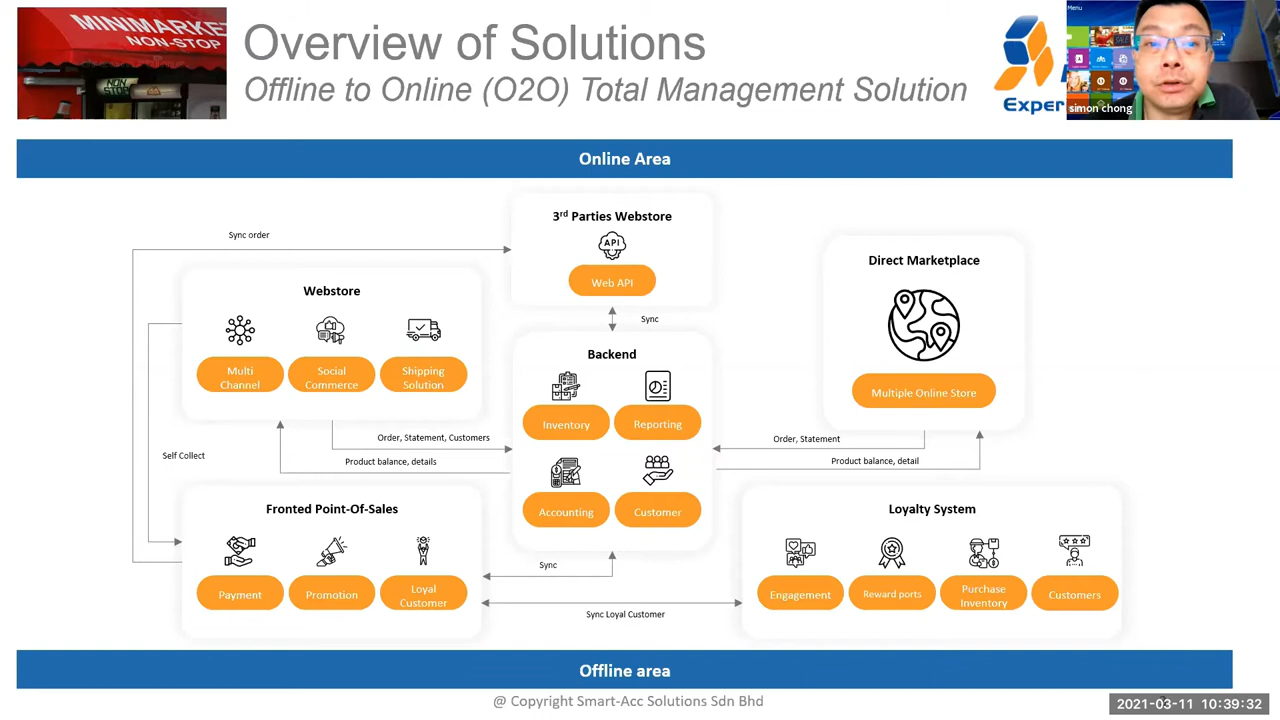 MINIMARKE
NON-STOP
NON
STOP
Overview of Solutions
Offline to Online (O2O) Total Management Solution
Exper
Menu
simon chong
Online Area
3rd Parties Webstore
API
Web API
Sync order
Sync
Direct Marketplace
Multiple Online Store
Webstore
Multi
Channel
Social
Commerce
Shipping
Solution
Backend
Inventory
Reporting
Accounting
Customer
Order, Statement, Customers
Product balance, details
Order, Statement
Product balance, detail
Self Collect
Fronted Point-Of-Sales
Payment
Promotion
Loyal
Customer
Sync
Sync Loyal Customer
Loyalty System
Engagement
Reward ports
Purchase
Inventory
Customers
Offline area
@ Copyright Smart-Acc Solutions Sdn Bhd
2021-03-11 10:39:32